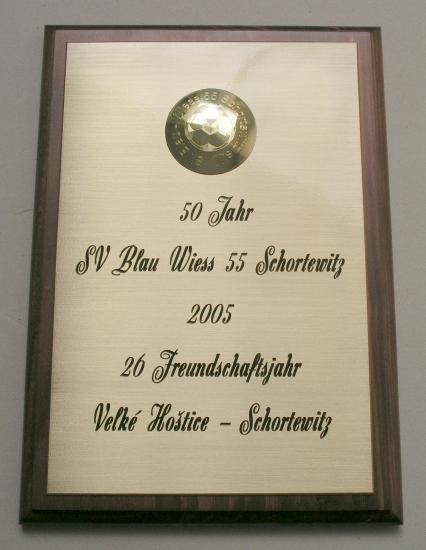 50 Jahr
SV Blau Wiess 55 Schortewitz
2005
26 Freundschaftsjahr
Velké Hoštice – Schortewitz